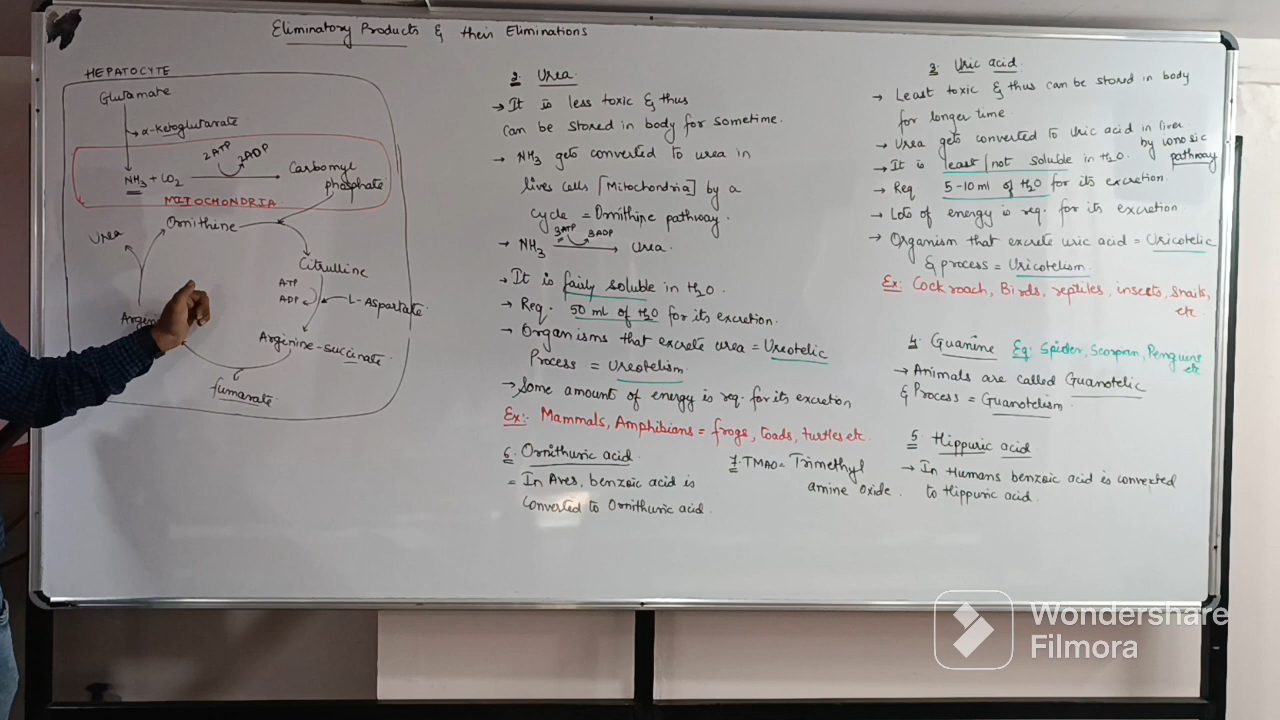 Eliminatory Products & their Eliminations
HEPATOCYTE
Glutamate
α-ketoglutarate
2ATP
2ADP
NH3 + CO2
Carbomyl
phosphate
MITOCHONDRIA
Ornithine
Urea
Citrulline
ATP
ADP
L-Aspartate
Argen
Argenine-succinate
fumarate
2. Urea
→ It is less toxic & thus
can be stored in body for sometime.
→ NH3 gets converted to urea in
lives cells [Mitochondria] by a
cycle = Ornithine pathway.
3ATP 3ADP
→ NH3 → Urea.
→ It is fairly soluble in H2O.
→ Req. 50 ml of H2O for its excretion.
→ Organisms that excrete urea = Ureotelic
Process = Ureotelism.
→ Some amount of energy is req. for its excretion
Ex:- Mammals, Amphibians = frogs, toads, turtles etc.
6. Ornithuric acid.
= In Aves, benzoic acid is
converted to Ornithuric acid.
7. TMAO = Trimethyl
amine Oxide.
3. Uric acid.
→ Least toxic & thus can be stored in body
for longer time
→ Urea gets converted to Uric acid in liver
by ionosic
pathway
→ It is least/not soluble in H2O.
→ Req 5-10 ml of H2O for its excretion.
→ Lots of energy is req. for its excretion
→ Organism that excrete uric acid = Uricotelic
& process = Uricotelism.
Ex: Cockroach, Birds, reptiles, insects, snails,
etc.
4. Guanine Eg: Spider, Scorpion, Penguins
etc
→ Animals are called Guanotelic
& Process = Guanotelism.
5. Hippuric acid
→ In Humans benzoic acid is converted
to Hippuric acid.
Wondershare
Filmora